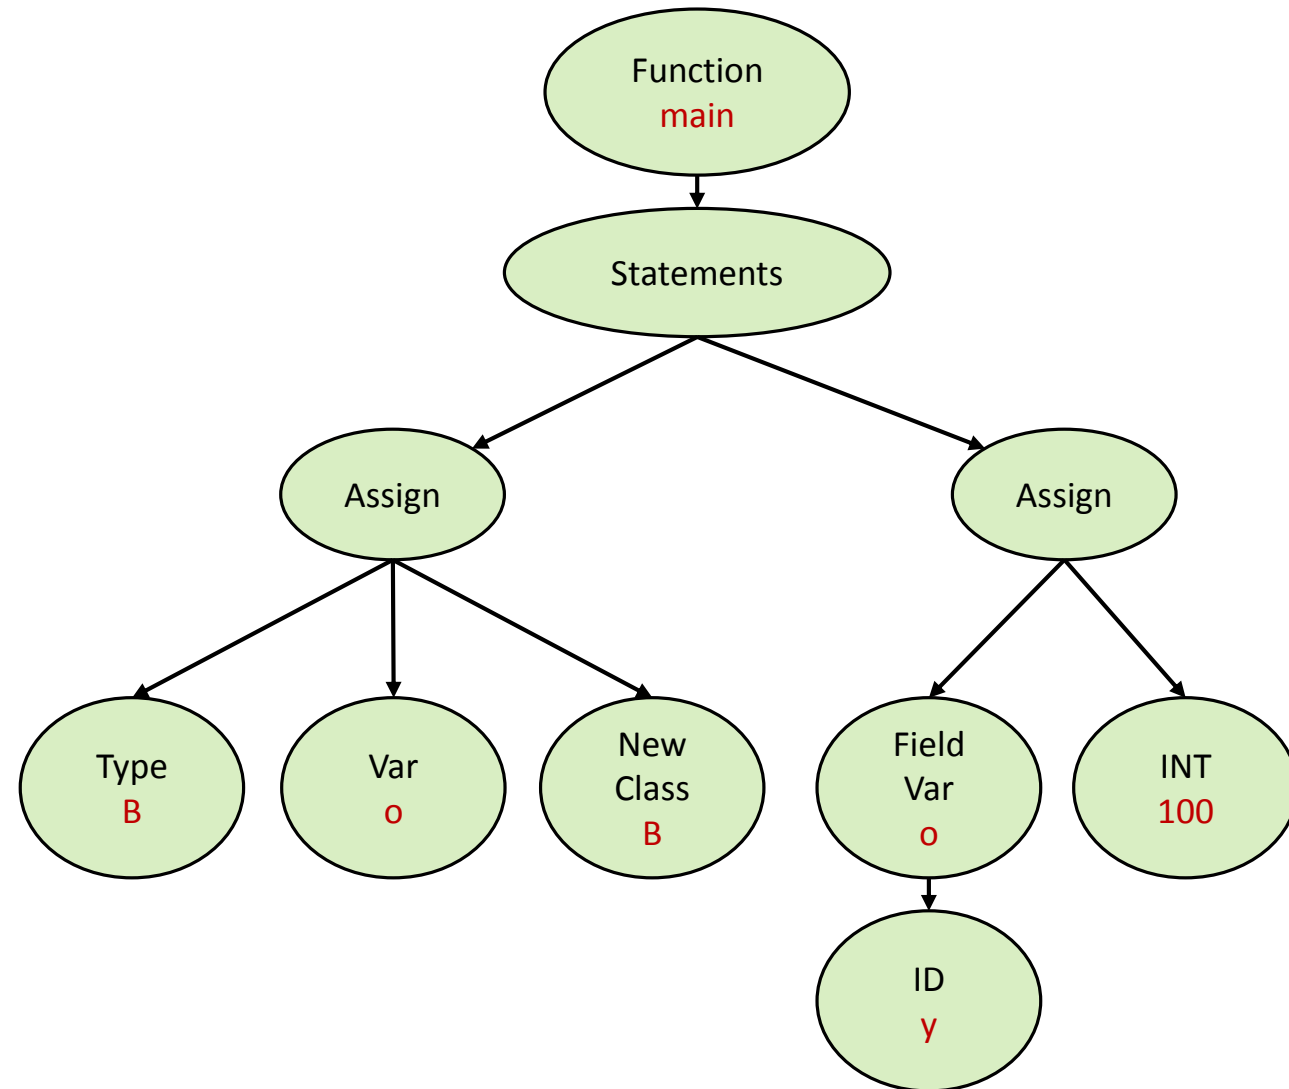 Function
main
Statements
Assign
Assign
Type
B
Var
o
New
Class
B
Field
Var
o
INT
100
ID
y